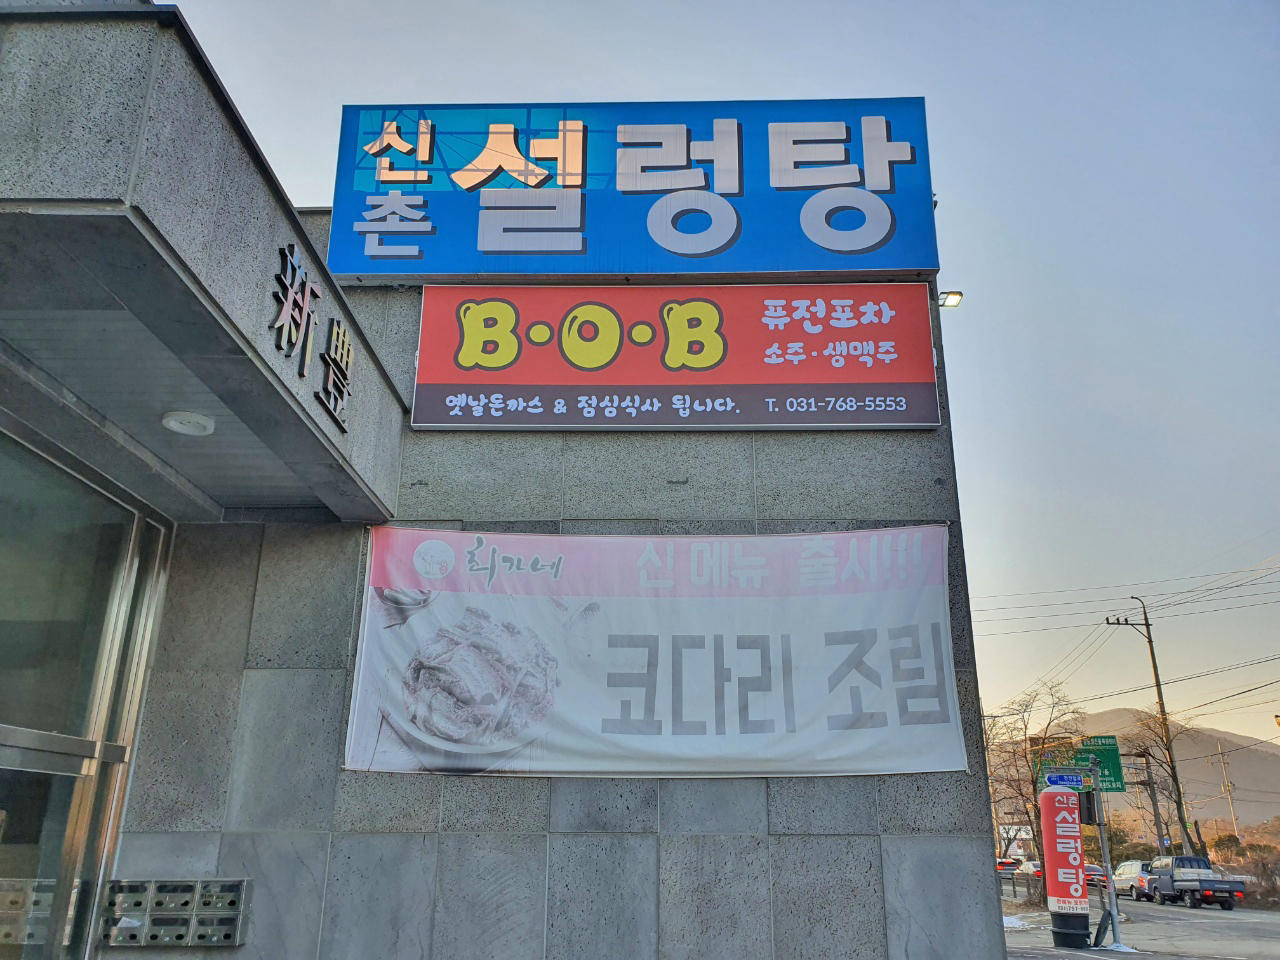 신촌 설렁탕
新豊
B·O·B
퓨전포차
소주·생맥주
옛날돈까스 & 점심식사 됩니다.
T. 031-768-5553
최가네
신 메뉴 출시!!!
코다리 조림
신촌
설렁탕